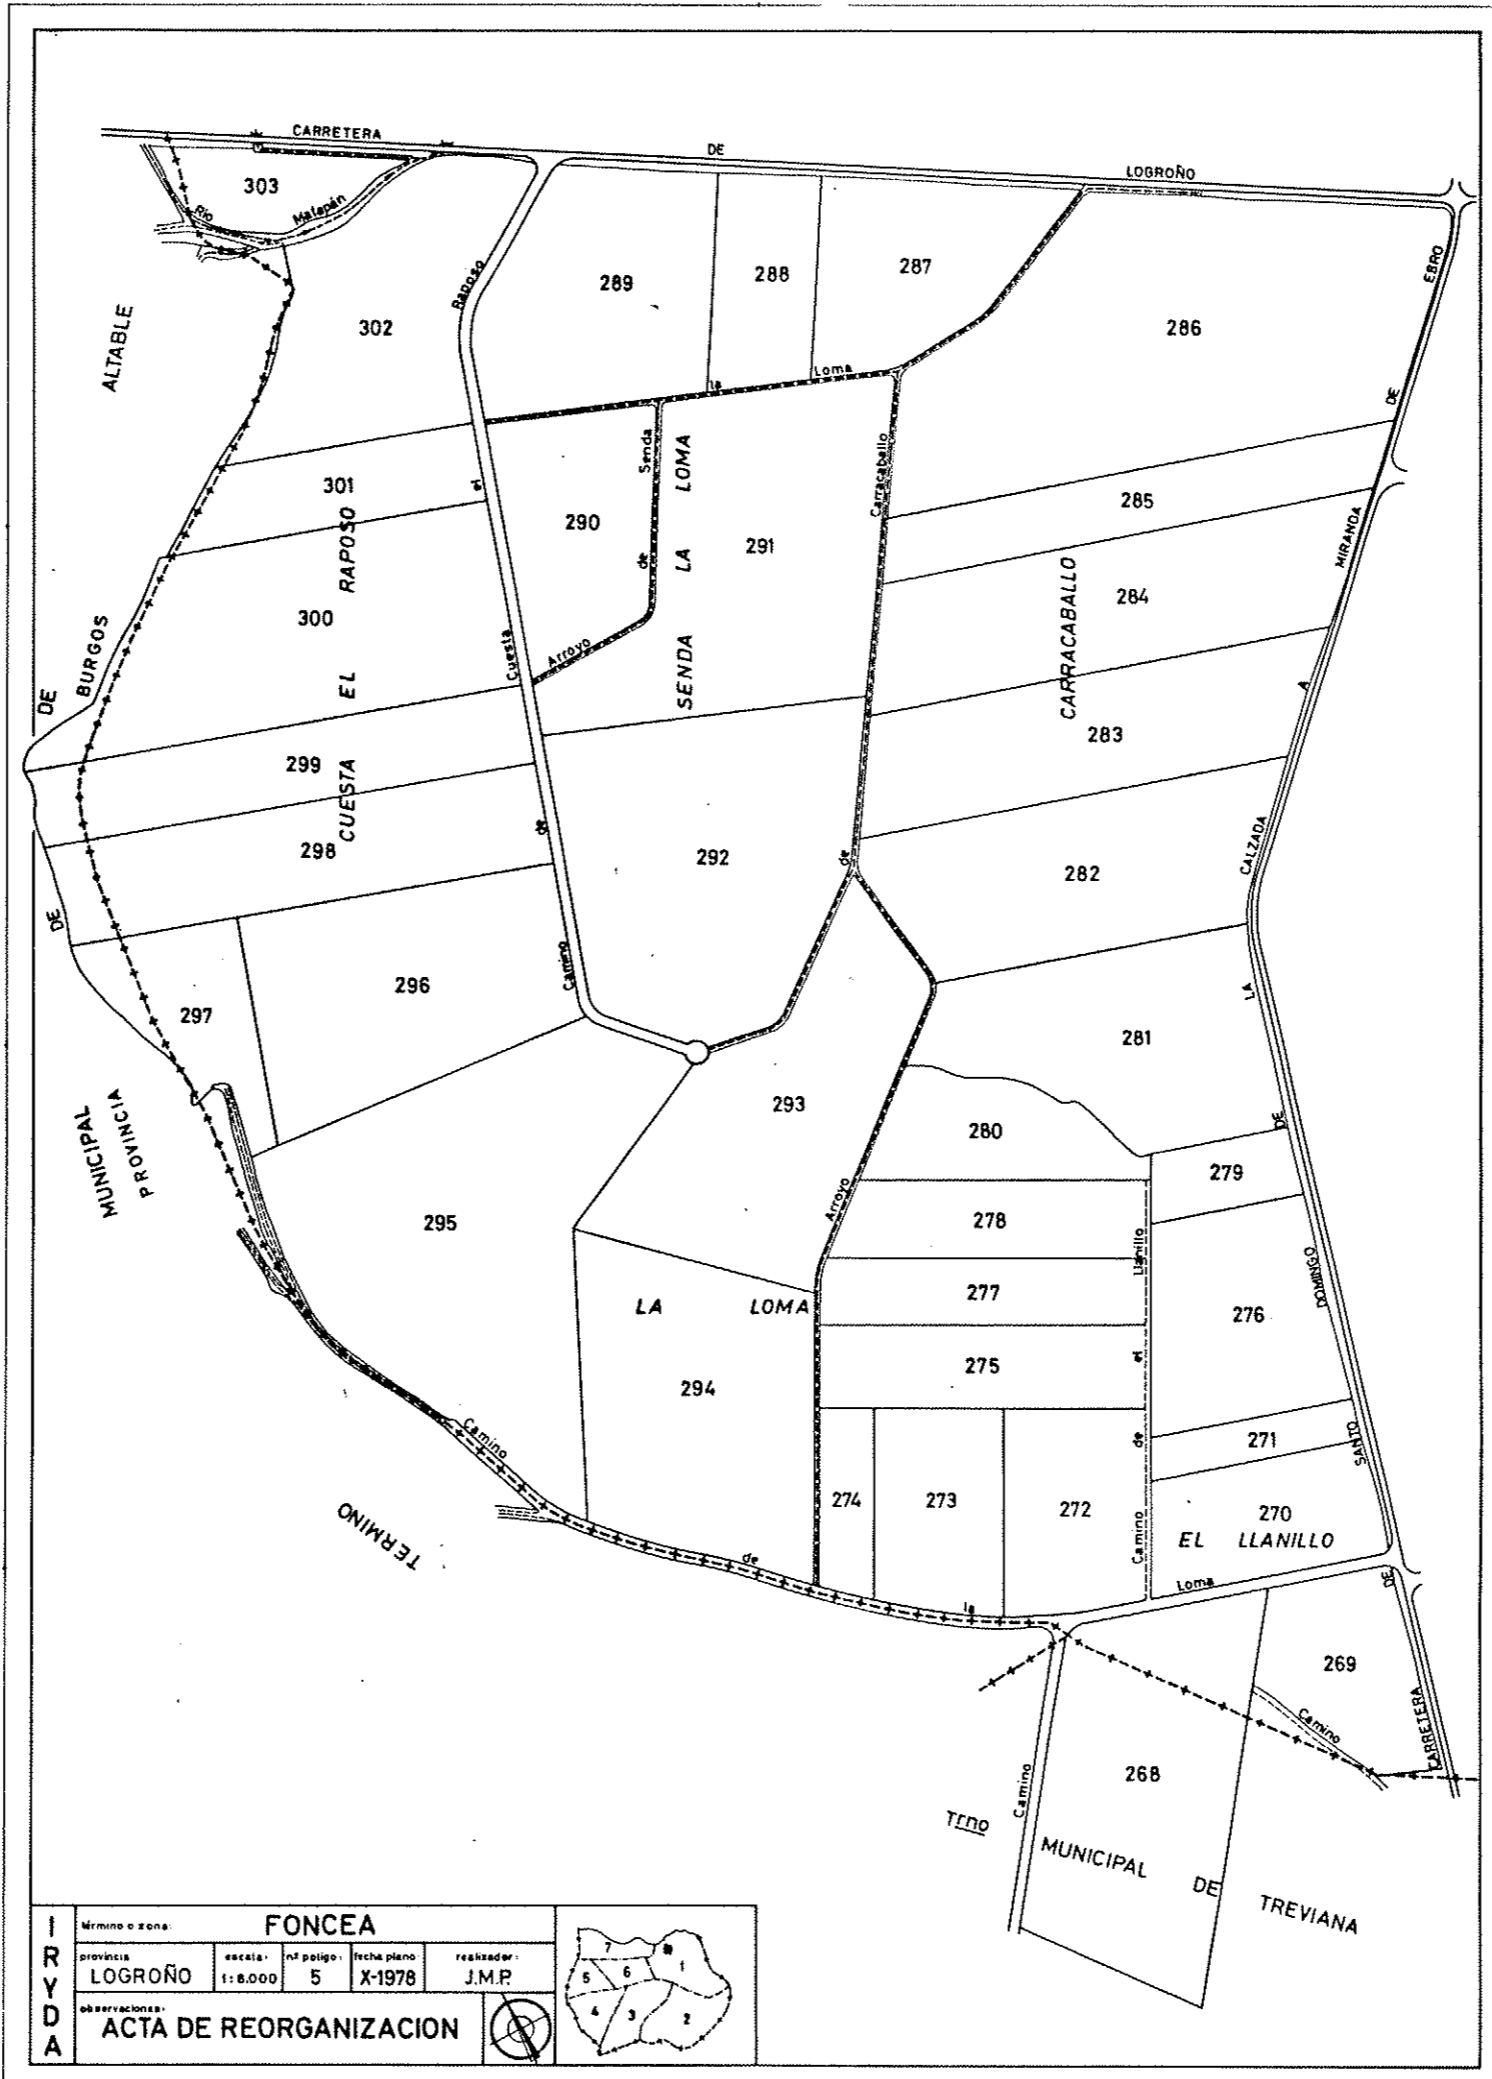 CARRETERA DE LOGROÑO
303
Río Matapán
289
288
287
286
302
Raposo
EBRO
ALTABLE
la Loma
DE
301
el
290
Senda
de
SENDA LA LOMA
291
Carracaballo
285
MIRANDA
CUESTA EL RAPOSO
300
284
CARRACABALLO
Cuesta
Arroyo
A
DE BURGOS
283
299
298
de
292
de
282
CALZADA
DE
Camino
297
296
LA
281
293
280
DE
279
MUNICIPAL
PROVINCIA
295
Arroyo
278
Llanillo
277
276
DOMINGO
LA LOMA
275
el
294
271
SANTO
de
274
273
272
270
Camino
EL LLANILLO
Camino
TERMINO
de
la
Loma
DE
269
Camino
CARRETERA
268
Camino
Trno MUNICIPAL DE TREVIANA
IRYDA
término o zona:
FONCEA
provincia
LOGROÑO
escala:
1:8.000
nº poligo:
5
fecha plano:
X-1978
realizador:
J.M.P.
observaciones:
ACTA DE REORGANIZACION
7
6
5
1
4
3
2